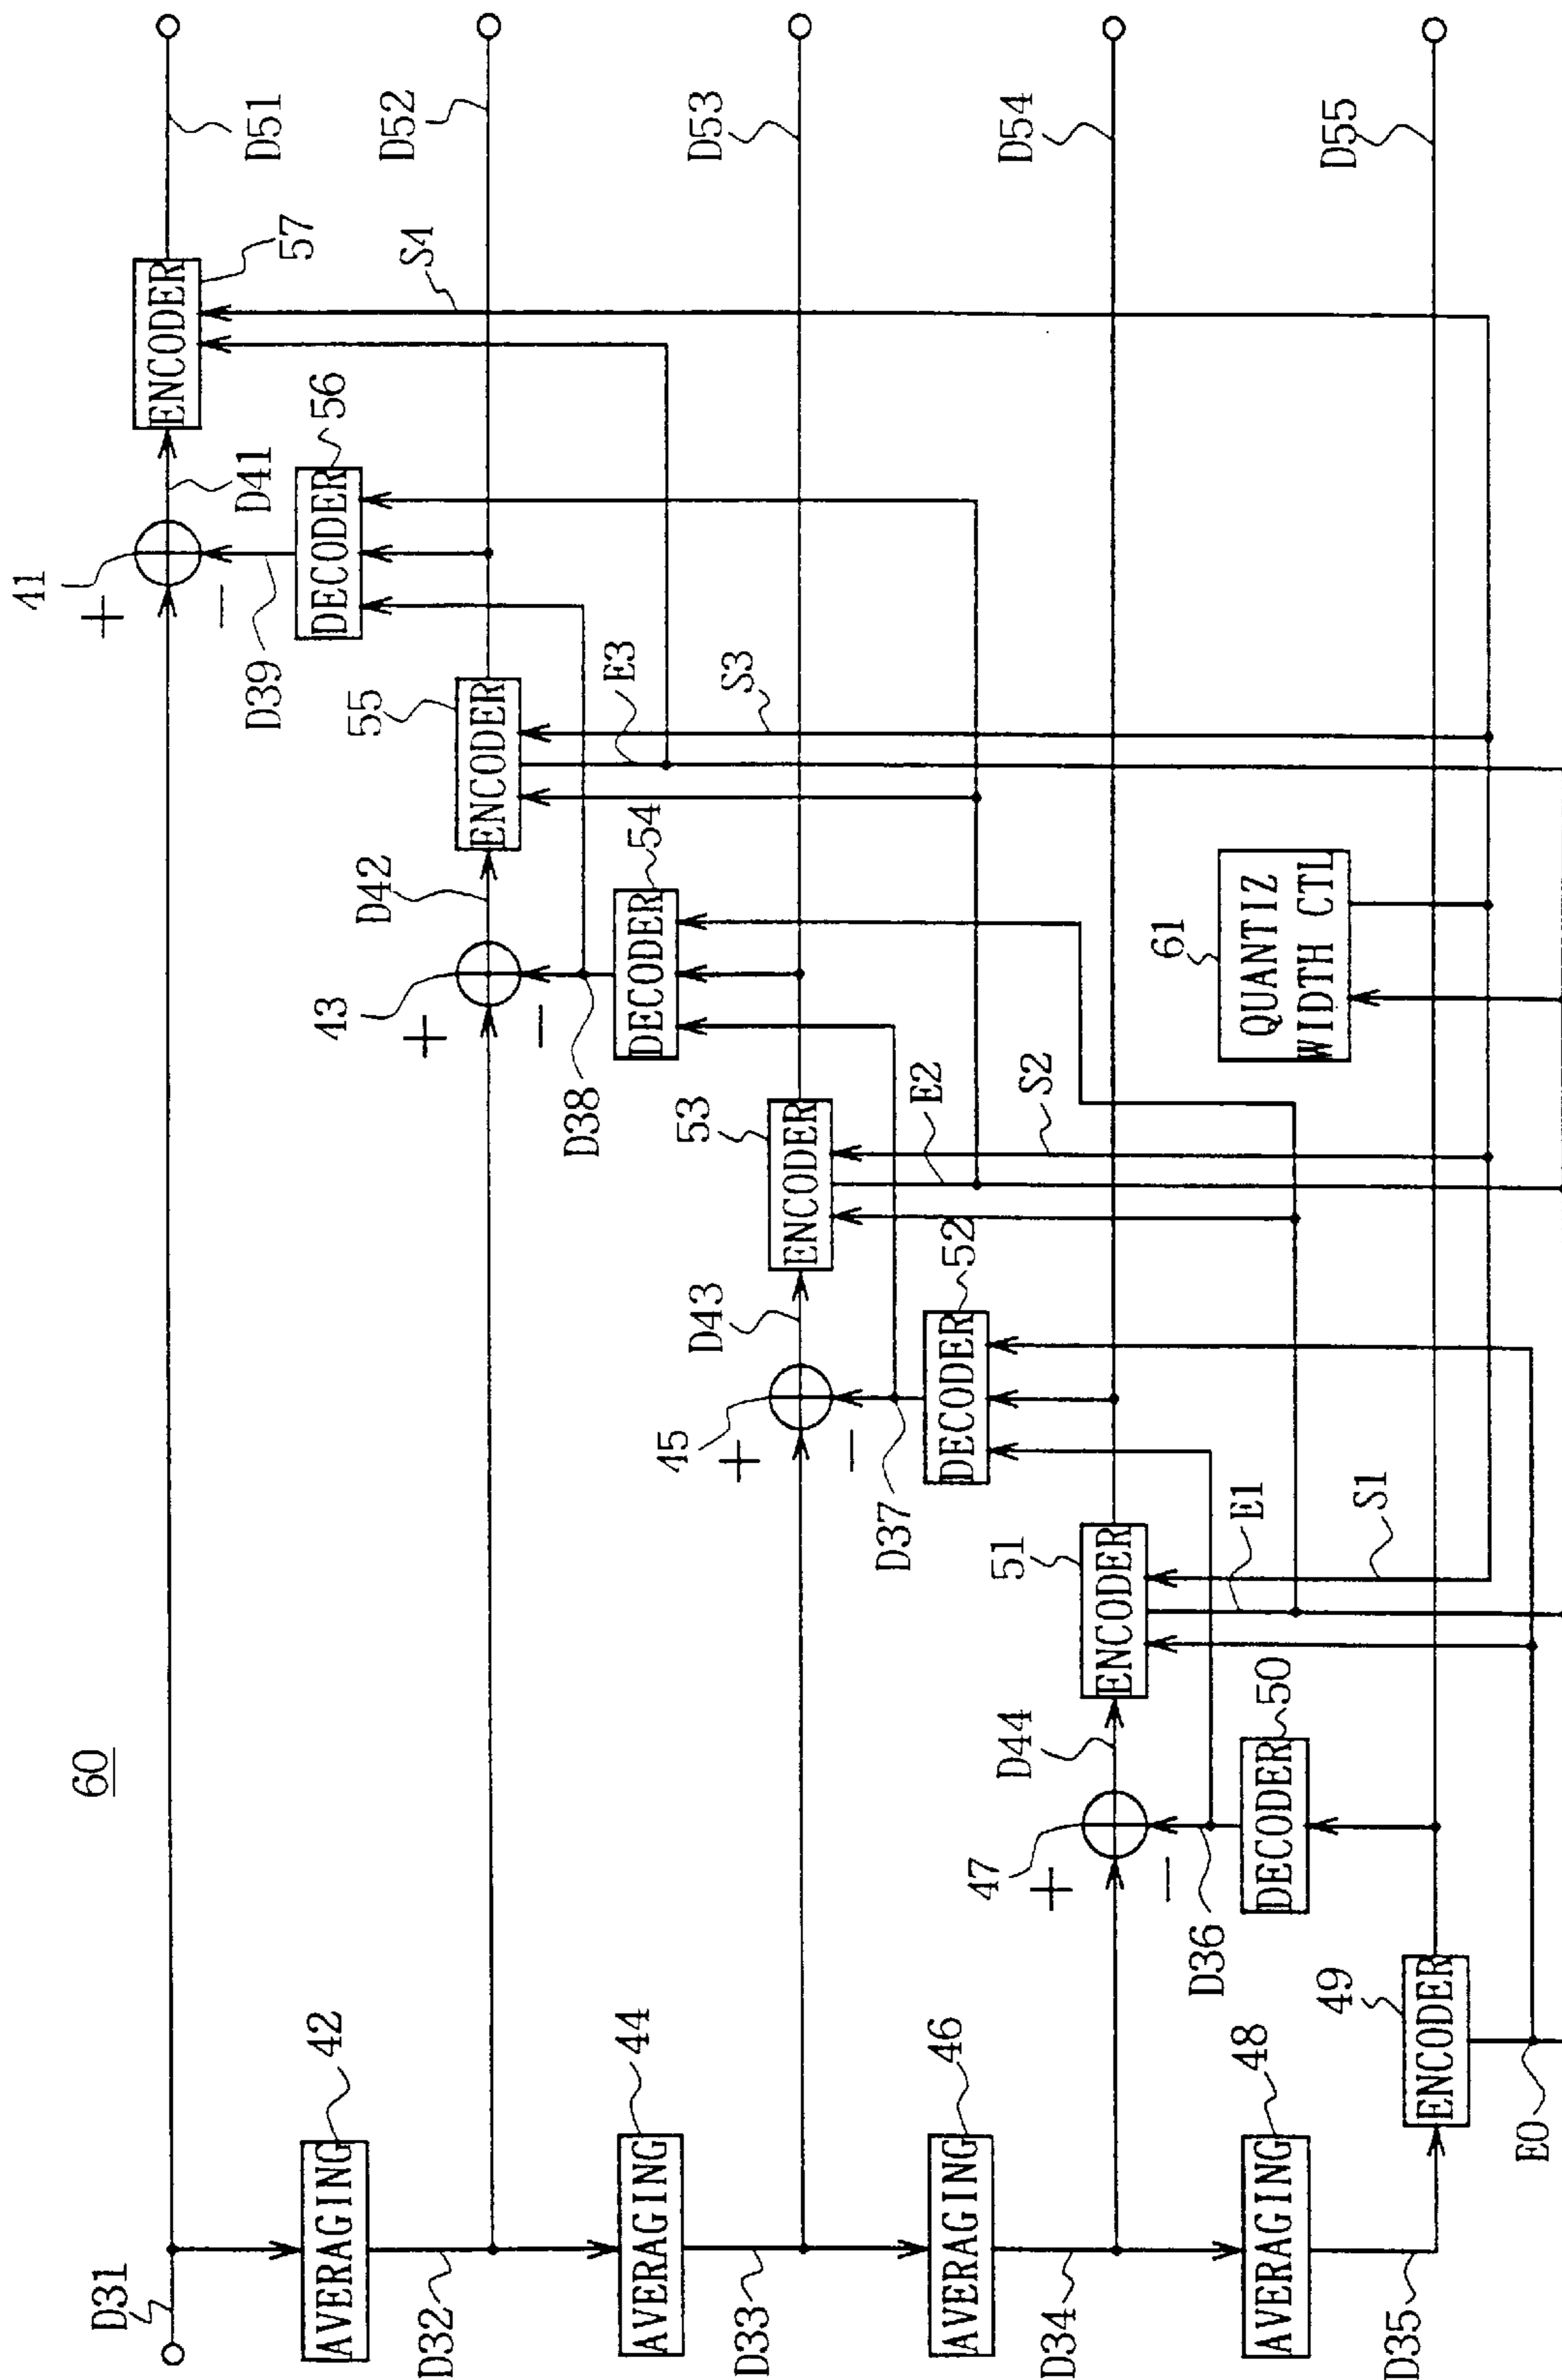 60
D31
41
+
−
D39
D41
ENCODER
57
D51
AVERAGING
42
D32
43
+
−
D38
D42
ENCODER
55
DECODER
56
E3
S4
D52
AVERAGING
44
D33
45
+
−
D37
D43
ENCODER
53
DECODER
54
E2
S3
D53
AVERAGING
46
D34
47
+
−
D36
D44
ENCODER
51
DECODER
52
E1
S2
D54
AVERAGING
48
D35
ENCODER
49
E0
DECODER
50
S1
61
QUANTIZ
WIDTH CTL
D55